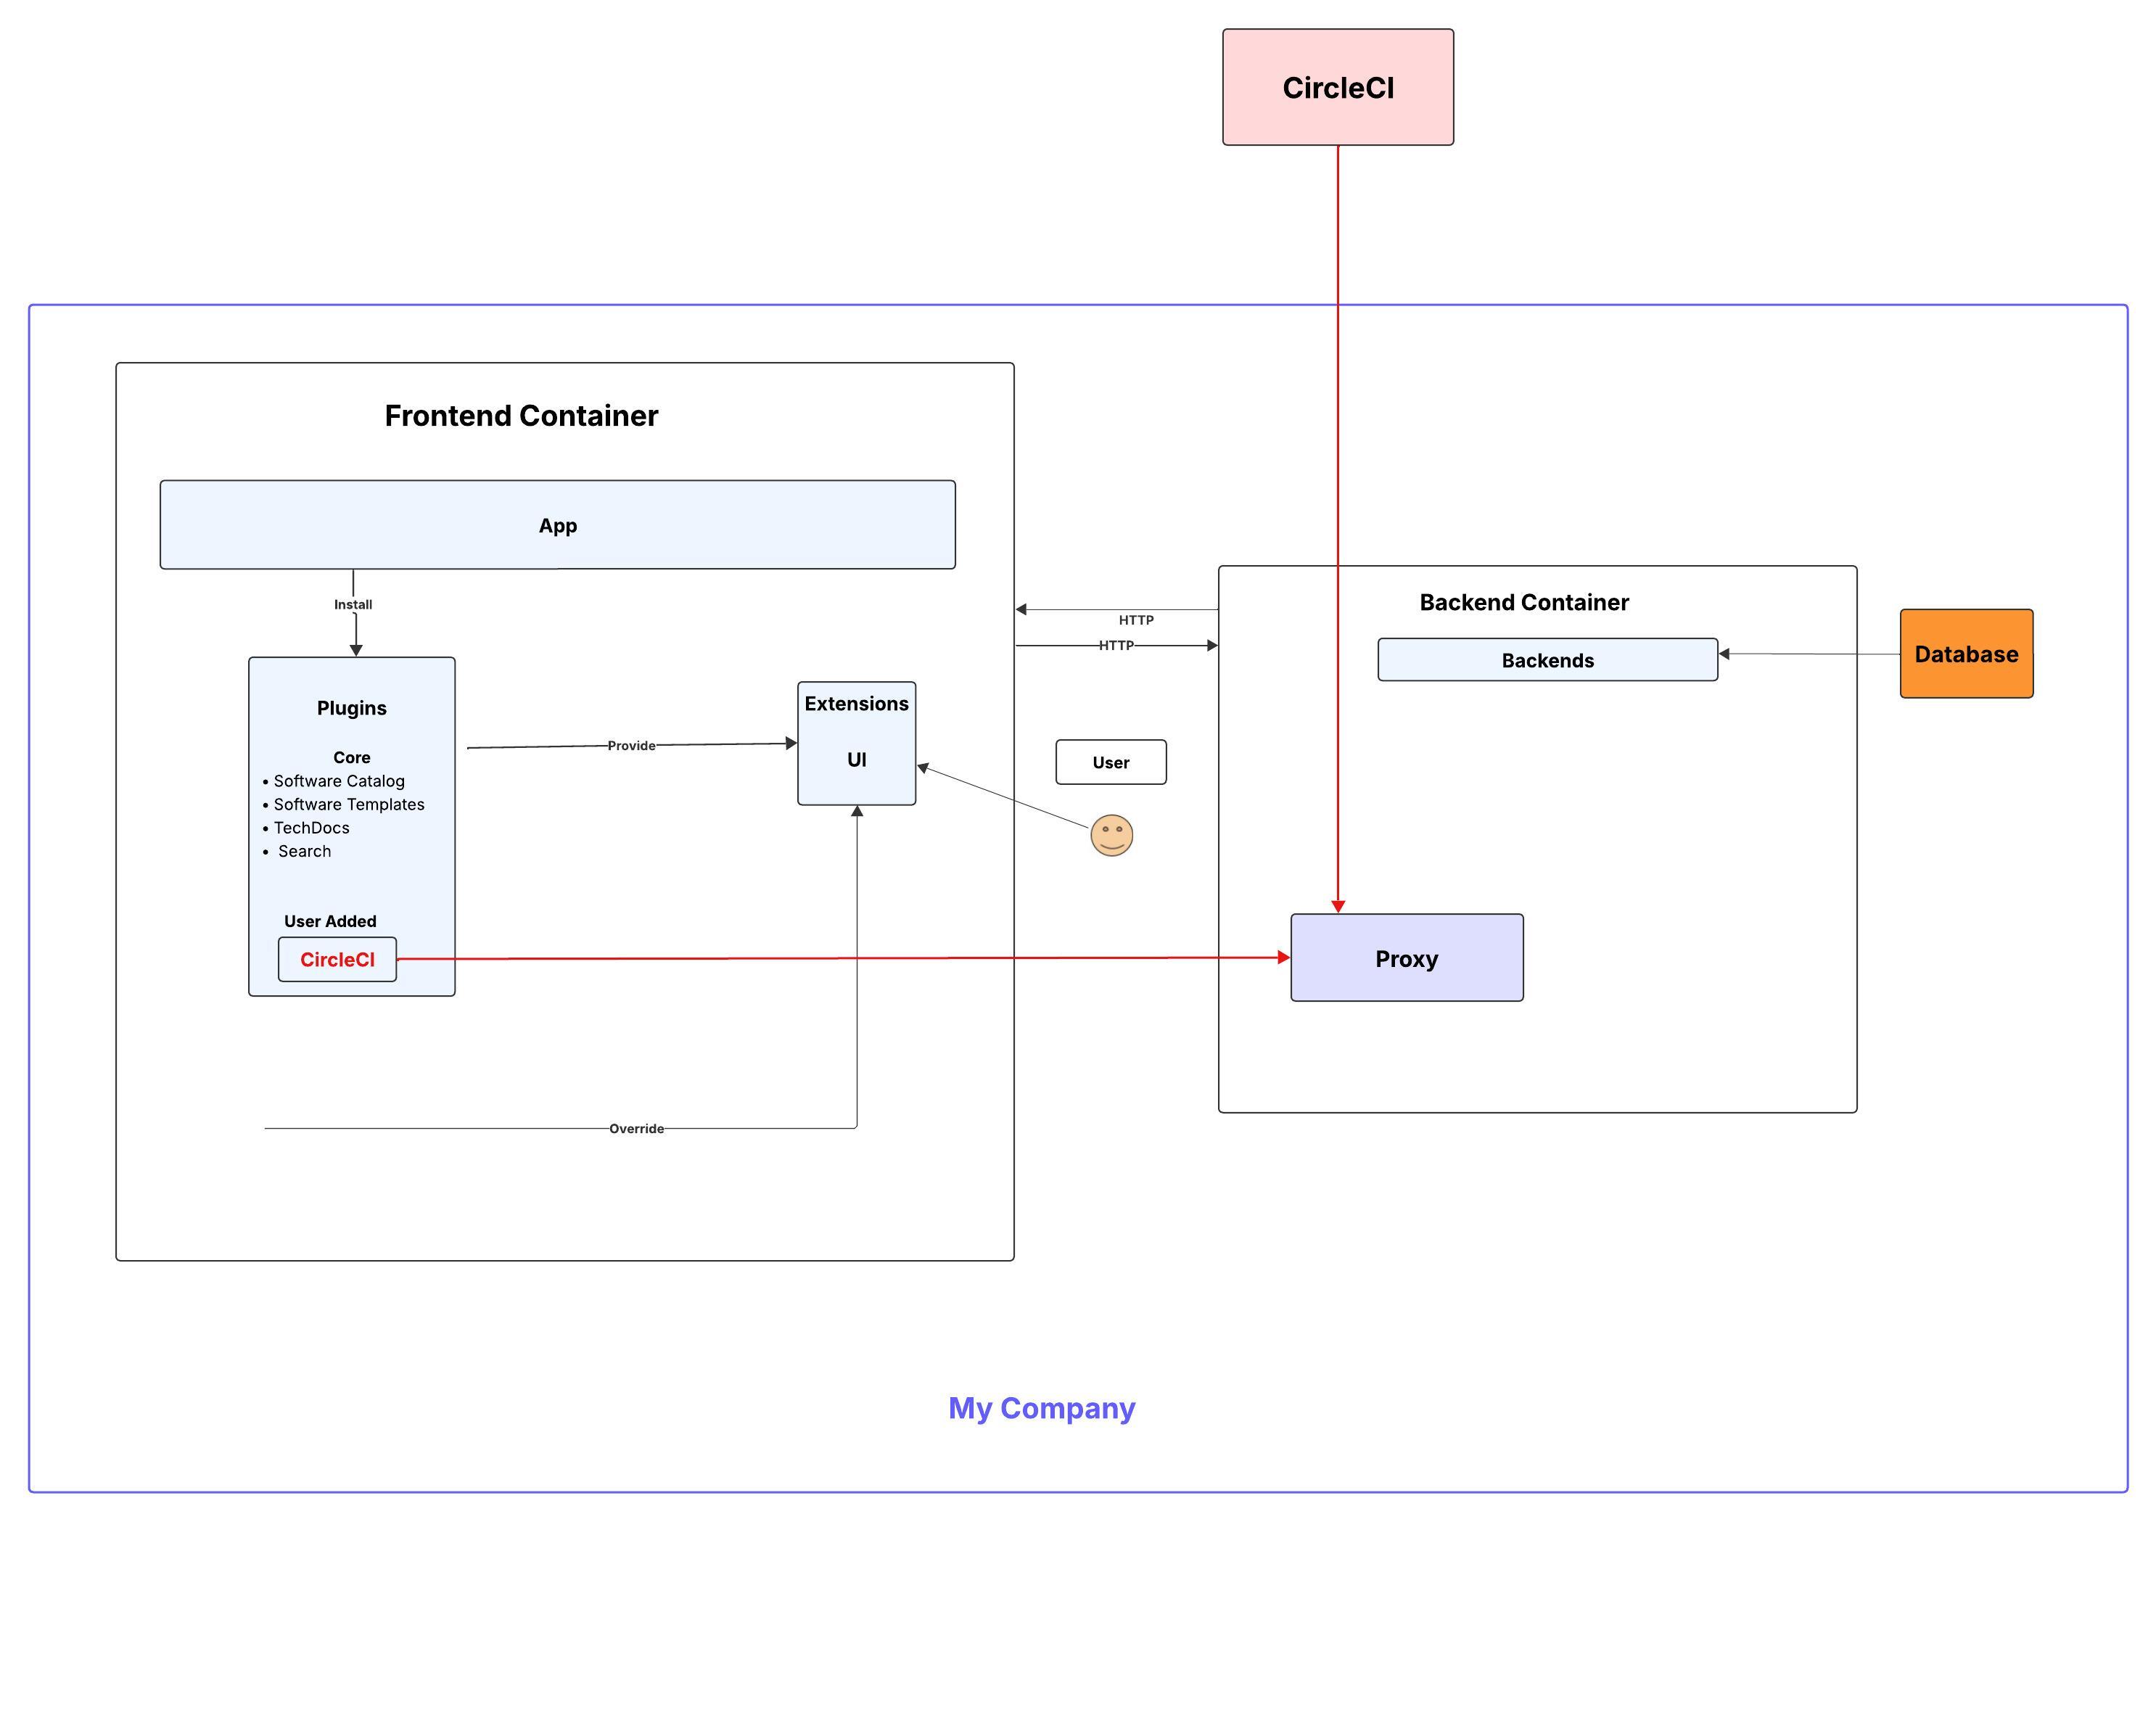 CircleCI
Frontend Container
App
Install
Plugins
Core
• Software Catalog
• Software Templates
• TechDocs
• Search
User Added
CircleCI
Provide
Extensions
UI
Override
HTTP
HTTP
User
Backend Container
Backends
Database
Proxy
My Company